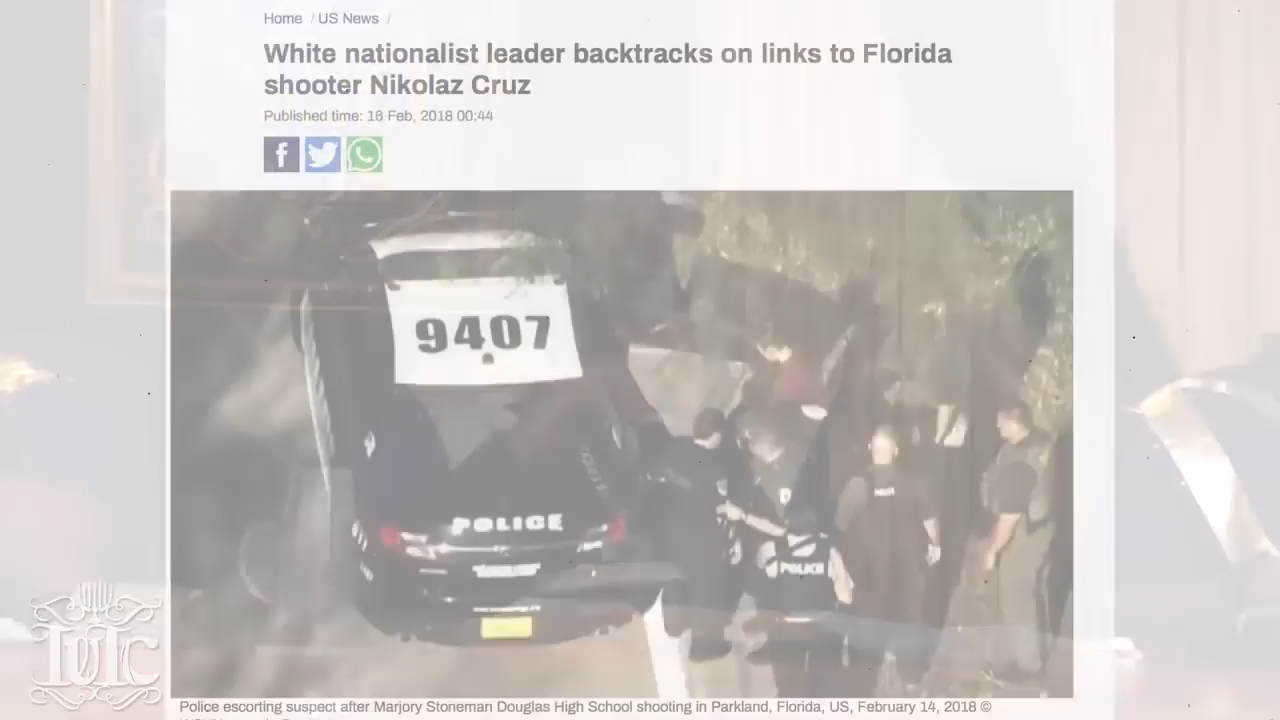 Home / US News /
White nationalist leader backtracks on links to Florida
shooter Nikolaz Cruz
Published time: 16 Feb, 2018 00:44
9407
POLICE
POLICE
IUIC
Police escorting suspect after Marjory Stoneman Douglas High School shooting in Parkland, Florida, US, February 14, 2018 ©